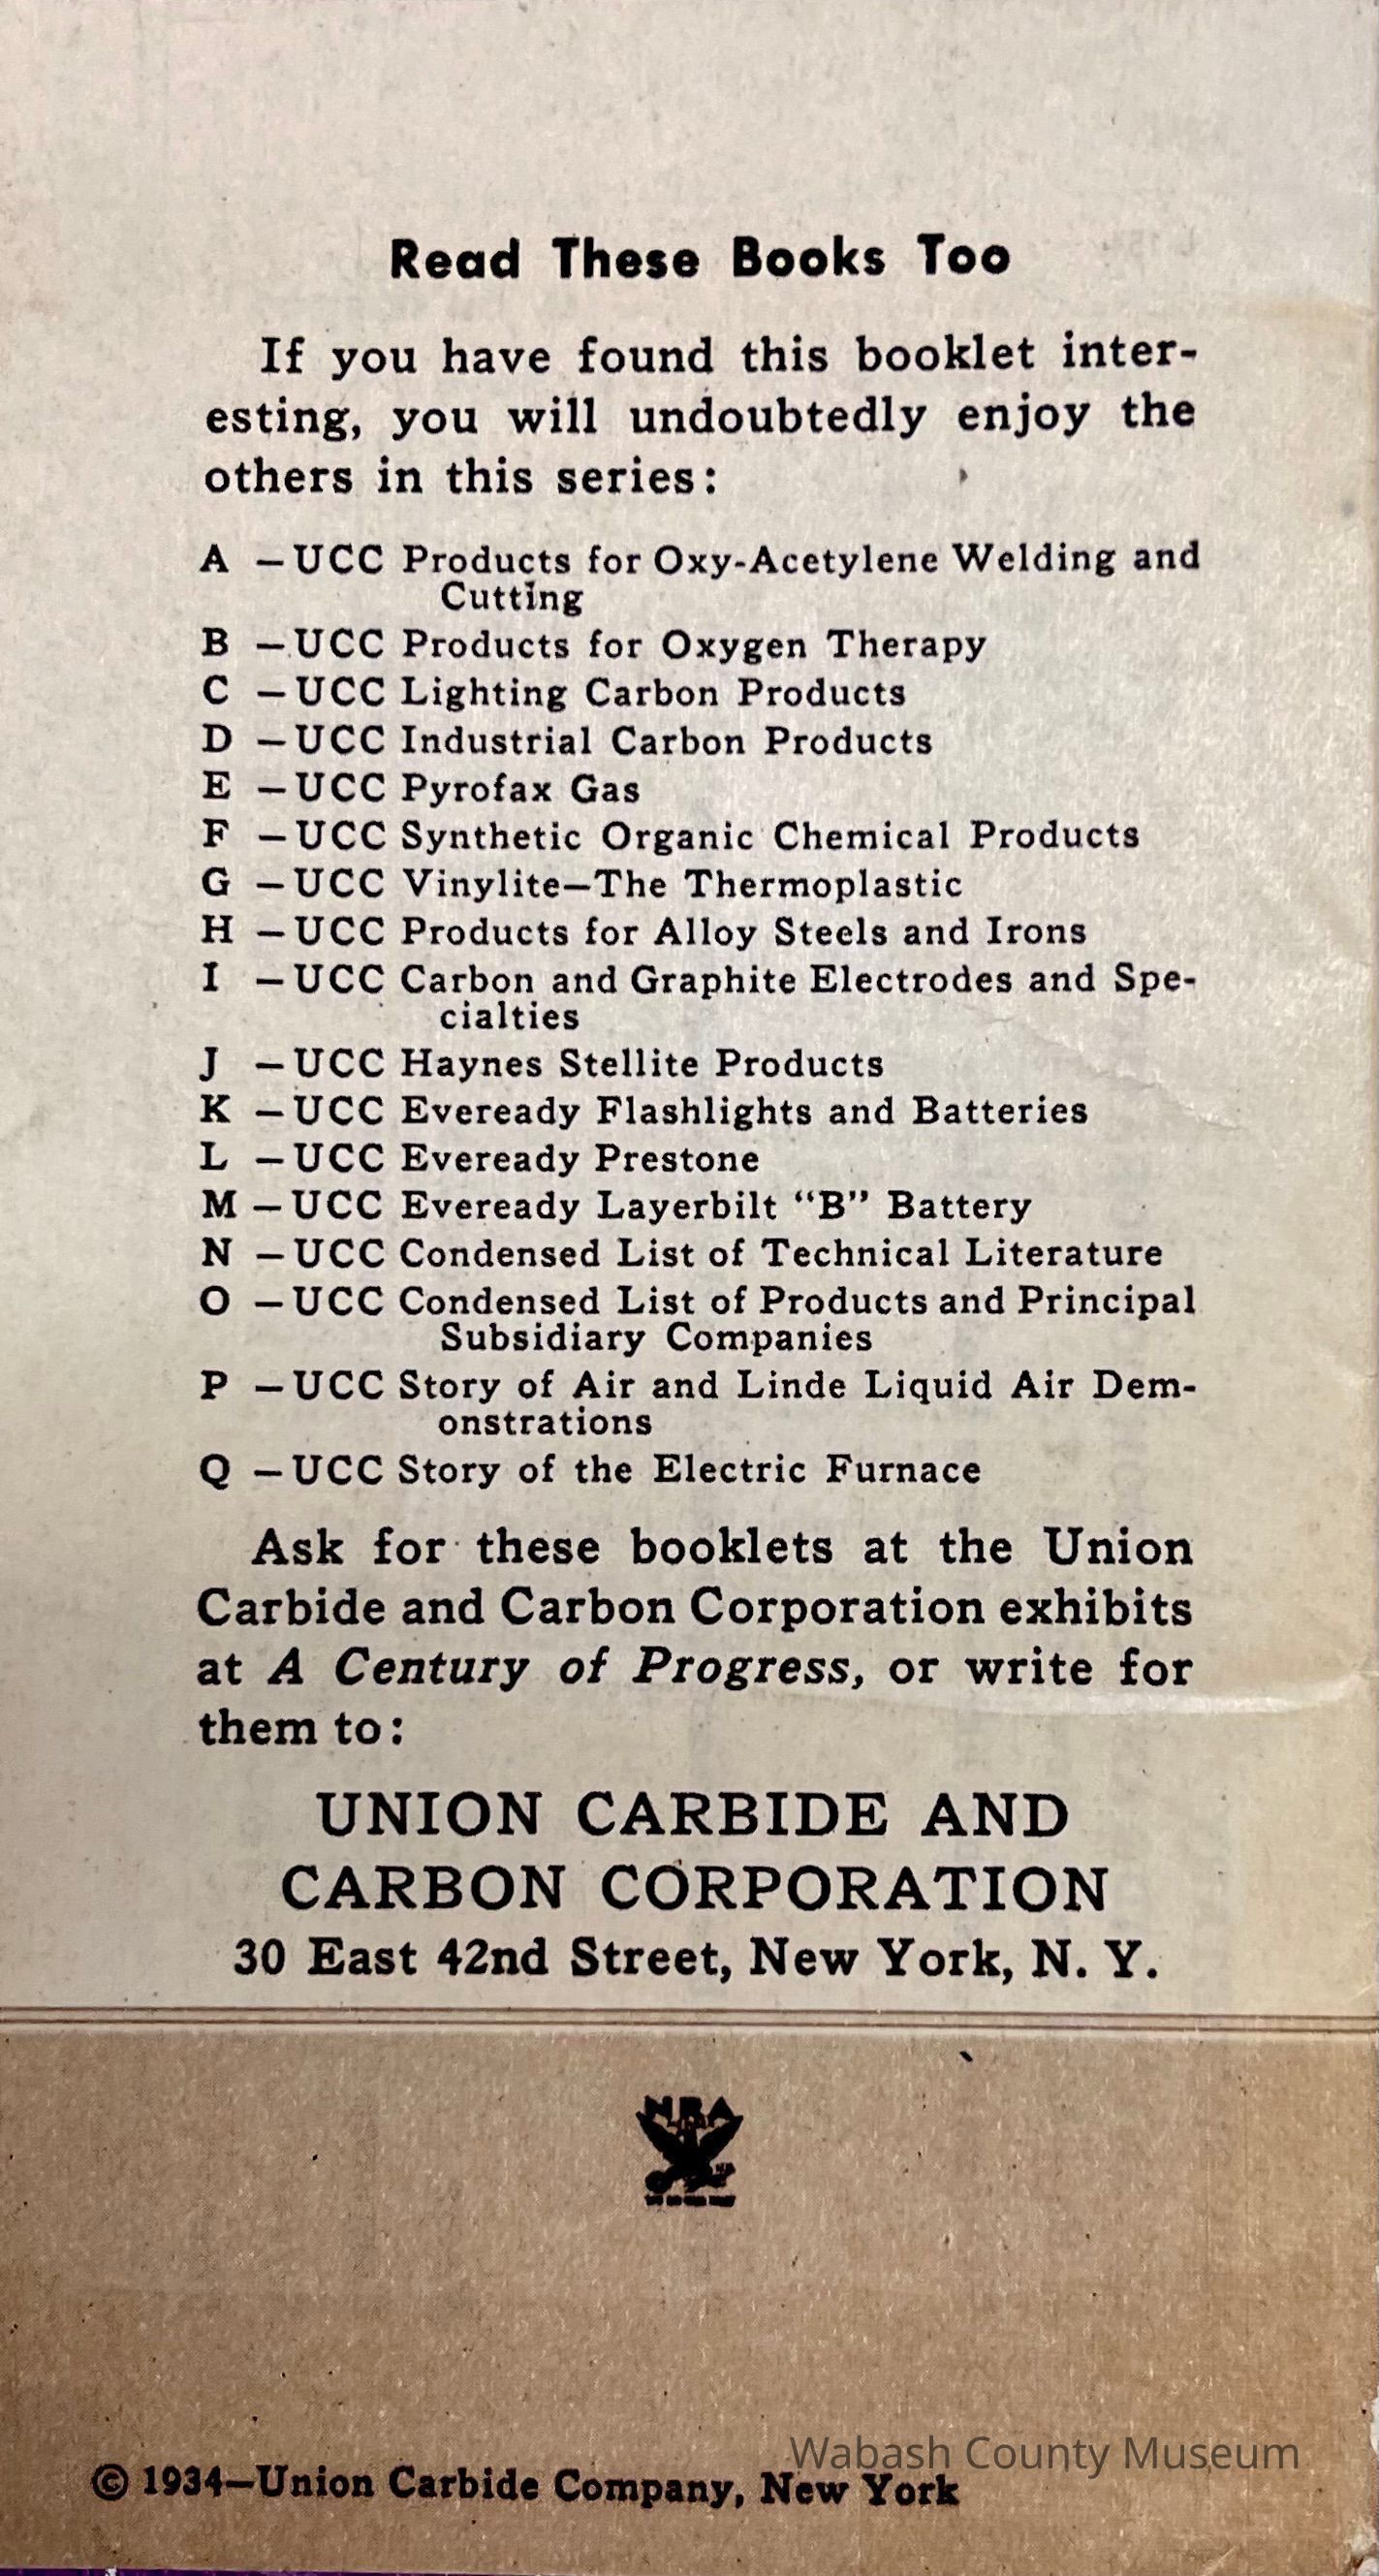 Read These Books Too
If you have found this booklet inter-
esting, you will undoubtedly enjoy the
others in this series:
A – UCC Products for Oxy-Acetylene Welding and
Cutting
B – UCC Products for Oxygen Therapy
C – UCC Lighting Carbon Products
D – UCC Industrial Carbon Products
E – UCC Pyrofax Gas
F – UCC Synthetic Organic Chemical Products
G – UCC Vinylite—The Thermoplastic
H – UCC Products for Alloy Steels and Irons
I – UCC Carbon and Graphite Electrodes and Spe-
cialties
J – UCC Haynes Stellite Products
K – UCC Eveready Flashlights and Batteries
L – UCC Eveready Prestone
M – UCC Eveready Layerbilt “B” Battery
N – UCC Condensed List of Technical Literature
O – UCC Condensed List of Products and Principal
Subsidiary Companies
P – UCC Story of Air and Linde Liquid Air Dem-
onstrations
Q – UCC Story of the Electric Furnace
Ask for these booklets at the Union
Carbide and Carbon Corporation exhibits
at A Century of Progress, or write for
them to:
UNION CARBIDE AND
CARBON CORPORATION
30 East 42nd Street, New York, N. Y.
NRA
Wabash County Museum
© 1934—Union Carbide Company, New York